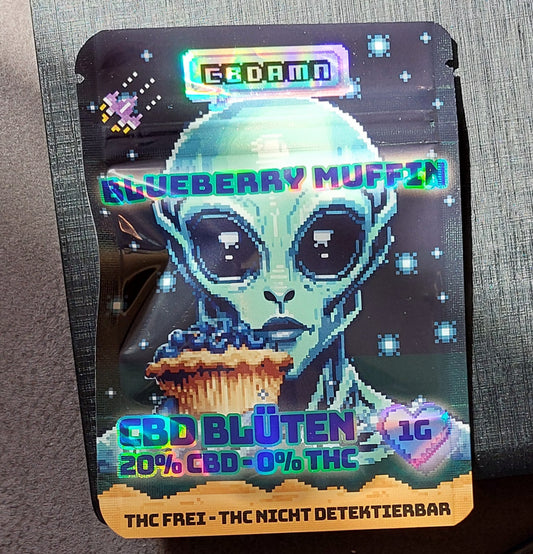 CBDAMN
BLUEBERRY MUFFIN
CBD BLÜTEN
20% CBD - 0% THC
1G
THC FREI - THC NICHT DETEKTIERBAR